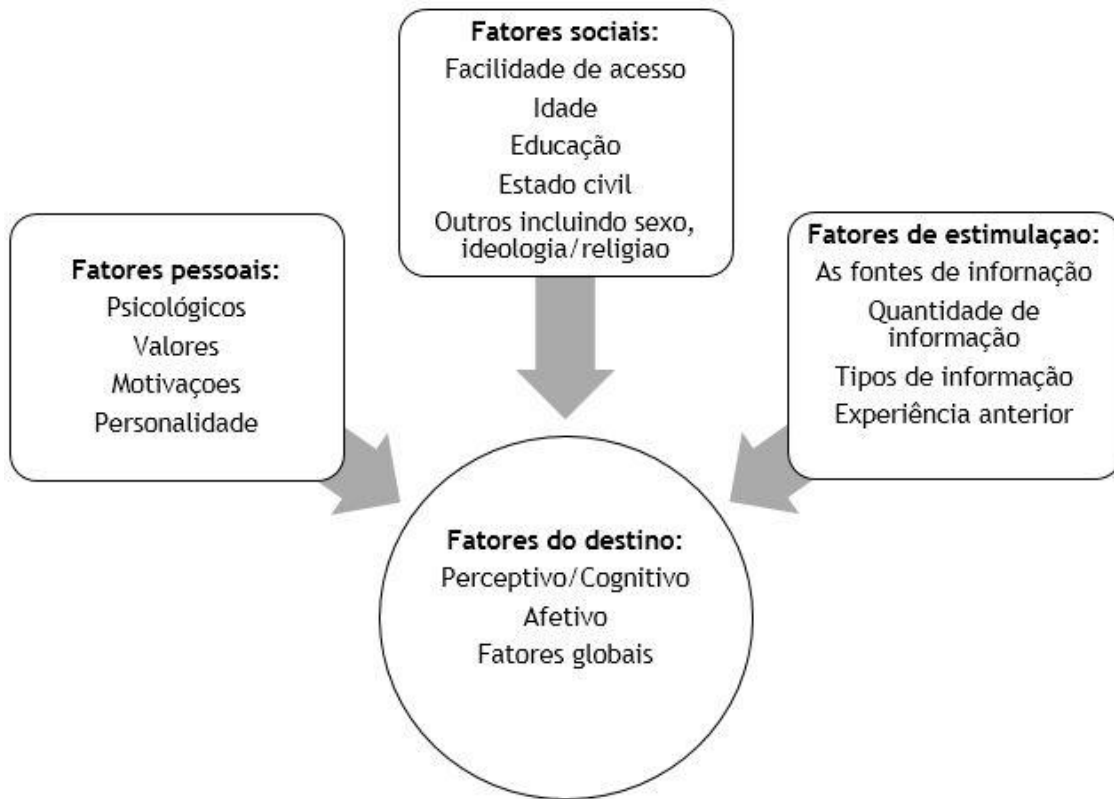 Fatores sociais:
Facilidade de acesso
Idade
Educação
Estado civil
Outros incluindo sexo,
ideologia/religiao
Fatores pessoais:
Psicológicos
Valores
Motivaçoes
Personalidade
Fatores de estimulaçao:
As fontes de infornação
Quantidade de
informação
Tipos de informação
Experiência anterior
Fatores do destino:
Perceptivo/Cognitivo
Afetivo
Fatores globais